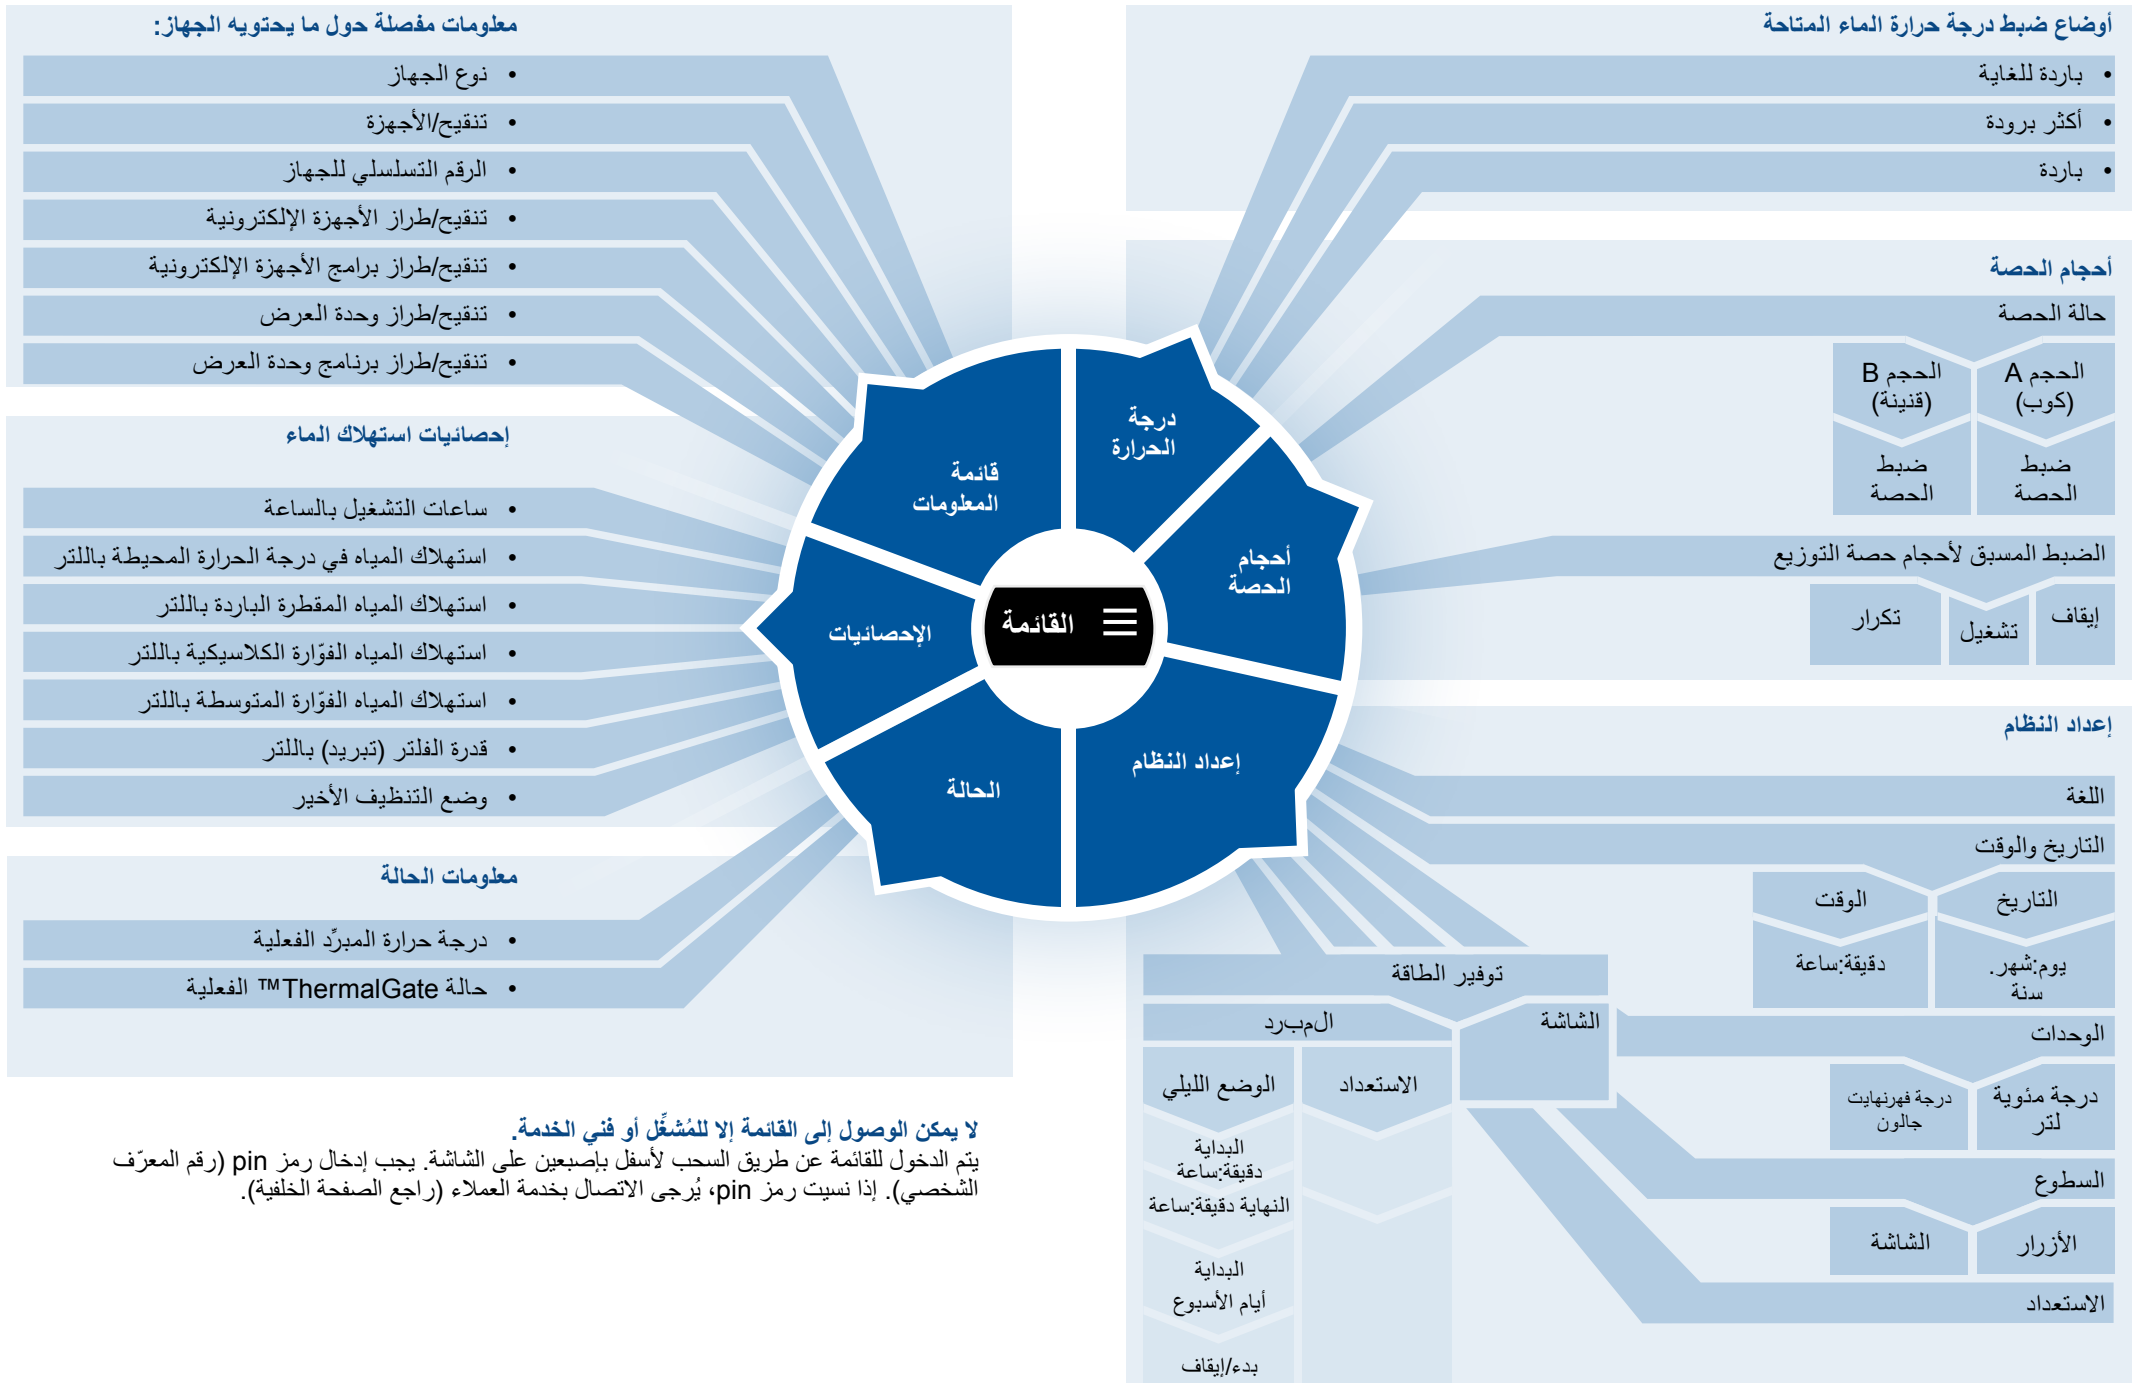 أوضاع ضبط درجة حرارة الماء المتاحة
• باردة للغاية
• أكثر برودة
• باردة
أحجام الحصة
حالة الحصة
الحجم A
(كوب)
الحجم B
(قنينة)
ضبط
الحصة
ضبط
الحصة
الضبط المسبق لأحجام حصة التوزيع
إيقاف
تشغيل
تكرار
إعداد النظام
اللغة
التاريخ والوقت
التاريخ
الوقت
يوم:شهر.
سنة
دقيقة:ساعة
الوحدات
درجة مئوية
لتر
درجة فهرنهايت
جالون
السطوع
الأزرار
الشاشة
الاستعداد
توفير الطاقة
الشاشة
المبرد
الاستعداد
الوضع الليلي
البداية
دقيقة:ساعة
النهاية دقيقة:ساعة
البداية
أيام الأسبوع
بدء/إيقاف
درجة
الحرارة
أحجام
الحصة
إعداد النظام
الحالة
الإحصائيات
قائمة
المعلومات
القائمة
معلومات مفصلة حول ما يحتويه الجهاز:
• نوع الجهاز
• تنقيح/الأجهزة
• الرقم التسلسلي للجهاز
• تنقيح/طراز الأجهزة الإلكترونية
• تنقيح/طراز برامج الأجهزة الإلكترونية
• تنقيح/طراز وحدة العرض
• تنقيح/طراز برنامج وحدة العرض
إحصائيات استهلاك الماء
• ساعات التشغيل بالساعة
• استهلاك المياه في درجة الحرارة المحيطة باللتر
• استهلاك المياه المقطرة الباردة باللتر
• استهلاك المياه الفوّارة الكلاسيكية باللتر
• استهلاك المياه الفوّارة المتوسطة باللتر
• قدرة الفلتر (تبريد) باللتر
• وضع التنظيف الأخير
معلومات الحالة
• درجة حرارة المبرِّد الفعلية
• حالة ThermalGate™ الفعلية
لا يمكن الوصول إلى القائمة إلا للمُشغِّل أو فني الخدمة.
يتم الدخول للقائمة عن طريق السحب لأسفل بإصبعين على الشاشة. يجب إدخال رمز pin (رقم المعرّف
الشخصي). إذا نسيت رمز pin، يُرجى الاتصال بخدمة العملاء (راجع الصفحة الخلفية).